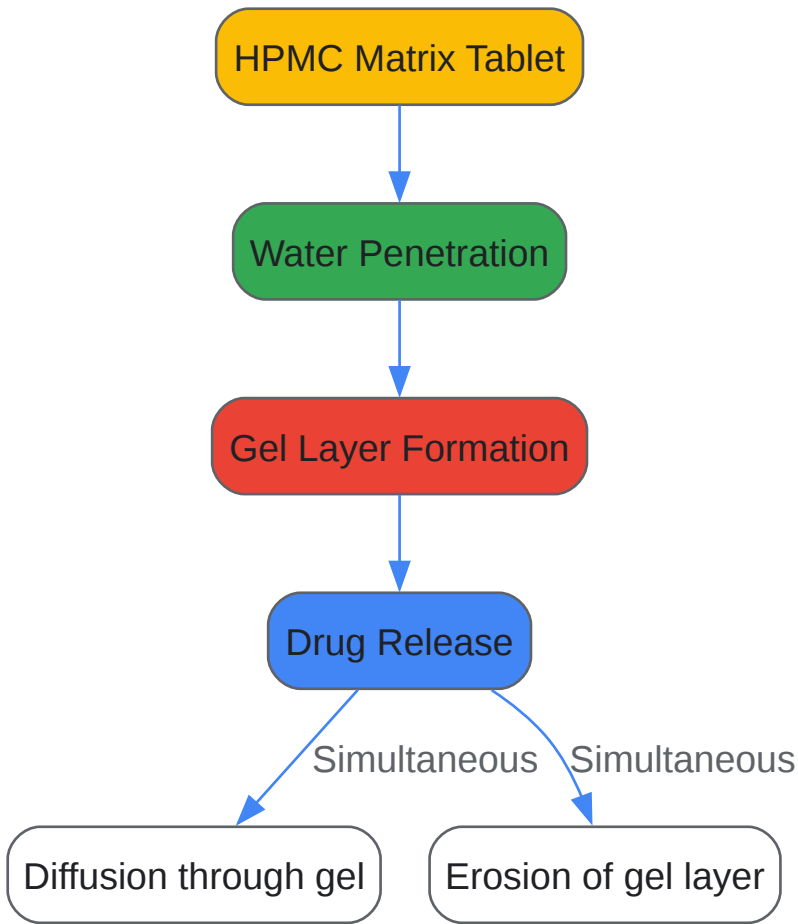 HPMC Matrix Tablet
Water Penetration
Gel Layer Formation
Drug Release
Simultaneous
Simultaneous
Diffusion through gel
Erosion of gel layer